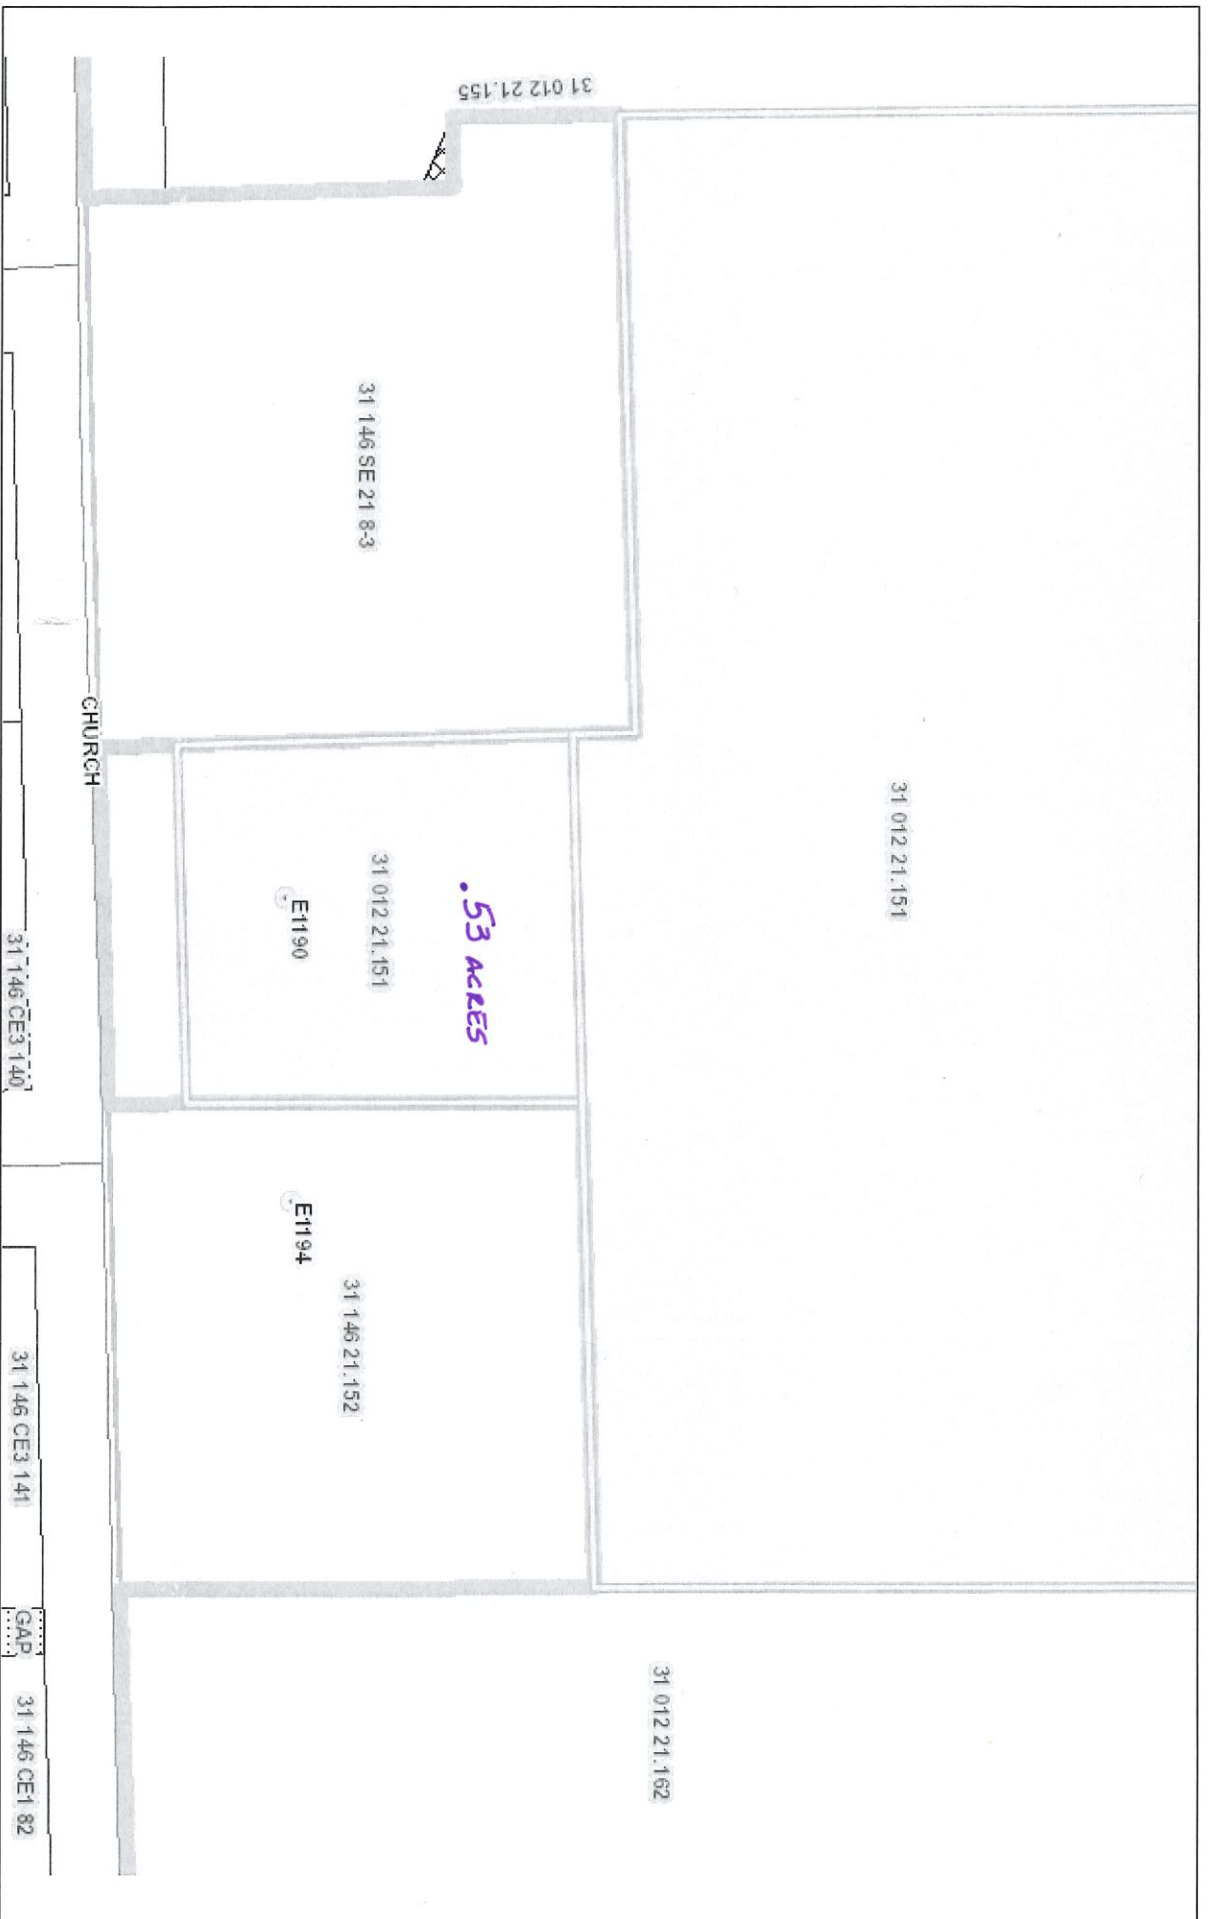 31 012 21.155
31 012 21.151
31 012 21.162
.53 ACRES
31 146 SE 21 8-3
31 012 21.151
31 146 21.152
E1190
E1194
CHURCH
31 146 CE3 140
31 146 CE3 141
GAP
31 146 CE1 82